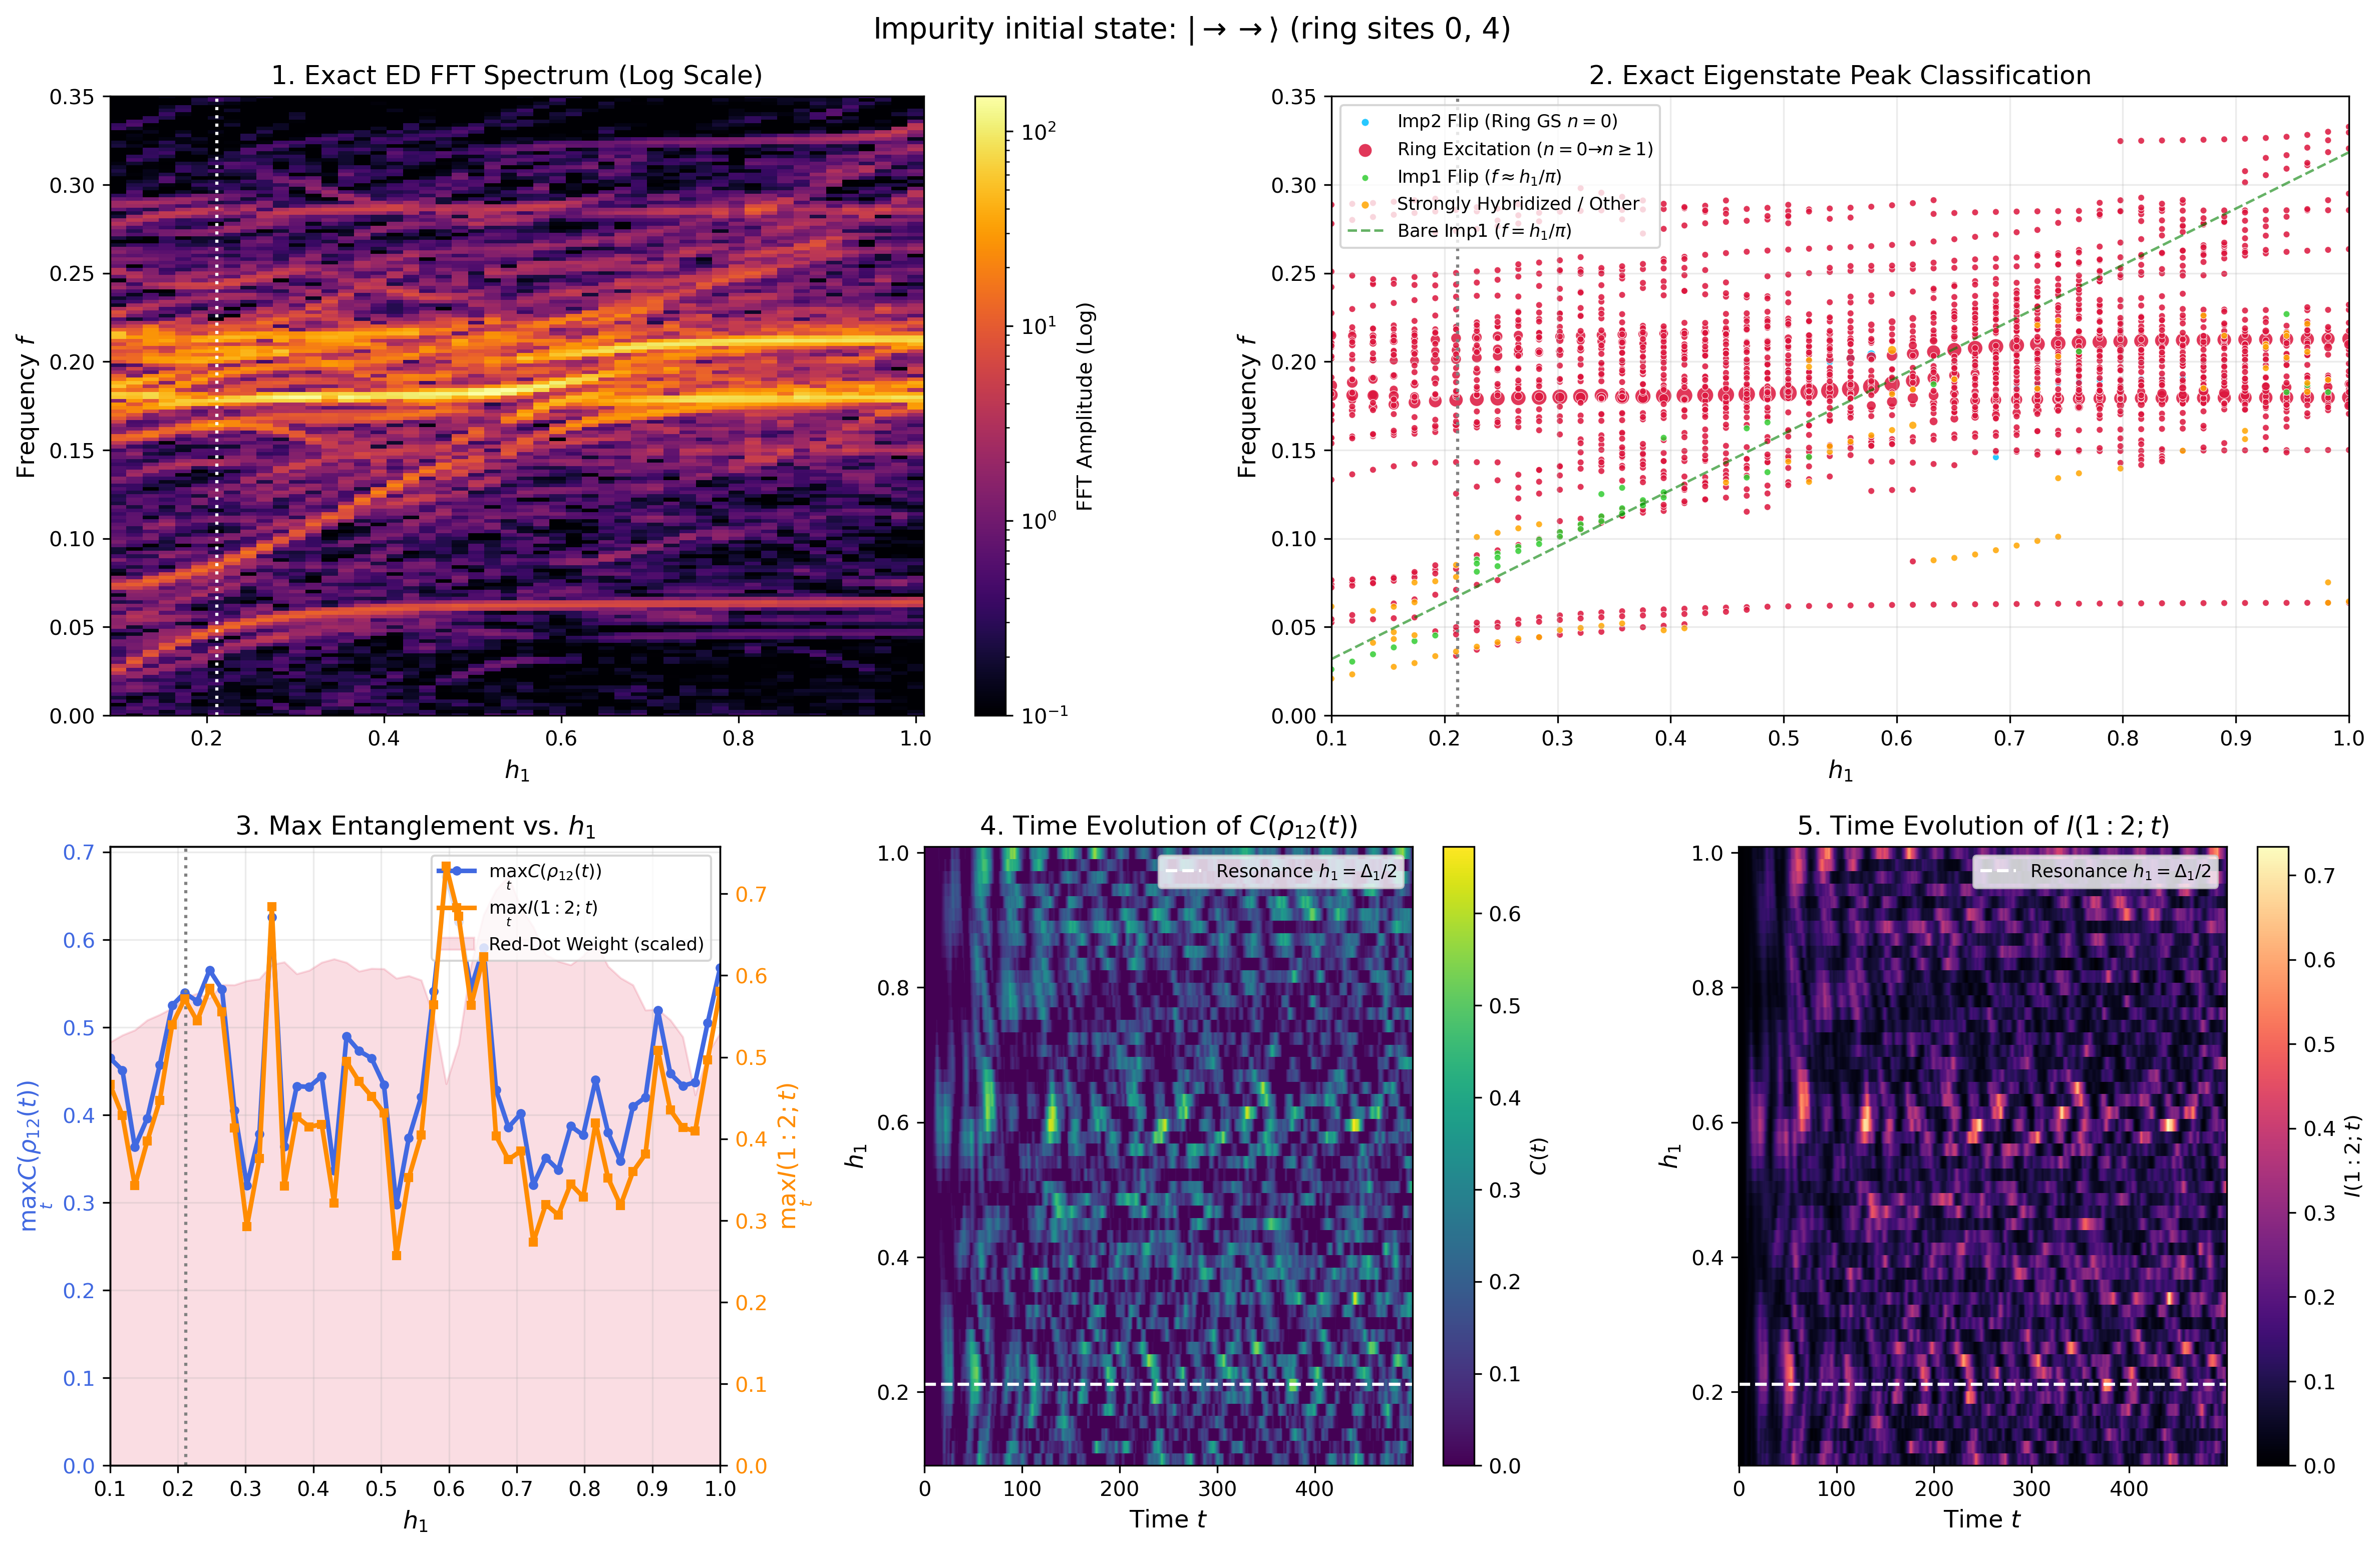 Impurity initial state: |→→⟩ (ring sites 0, 4)
1. Exact ED FFT Spectrum (Log Scale)
0.35
0.30
0.25
0.20
0.15
0.10
0.05
0.00
Frequency f
0.2 0.4 0.6 0.8 1.0
h₁
10²
10¹
10⁰
10⁻¹
FFT Amplitude (Log)
2. Exact Eigenstate Peak Classification
Imp2 Flip (Ring GS n = 0)
Ring Excitation (n = 0→n ≥ 1)
Imp1 Flip (f ≈ h₁/π)
Strongly Hybridized / Other
Bare Imp1 (f = h₁/π)
0.35
0.30
0.25
0.20
0.15
0.10
0.05
0.00
Frequency f
0.1 0.2 0.3 0.4 0.5 0.6 0.7 0.8 0.9 1.0
h₁
3. Max Entanglement vs. h₁
max C(ρ₁₂(t))
t
max I(1 : 2; t)
t
Red-Dot Weight (scaled)
0.7
0.6
0.5
0.4
0.3
0.2
0.1
0.0
max C(ρ₁₂(t))
t
0.7
0.6
0.5
0.4
0.3
0.2
0.1
0.0
max I(1 : 2; t)
t
0.1 0.2 0.3 0.4 0.5 0.6 0.7 0.8 0.9 1.0
h₁
4. Time Evolution of C(ρ₁₂(t))
Resonance h₁ = Δ₁/2
1.0
0.8
0.6
0.4
0.2
h₁
0 100 200 300 400
Time t
0.6
0.5
0.4
0.3
0.2
0.1
0.0
C(t)
5. Time Evolution of I(1 : 2; t)
Resonance h₁ = Δ₁/2
1.0
0.8
0.6
0.4
0.2
h₁
0 100 200 300 400
Time t
0.7
0.6
0.5
0.4
0.3
0.2
0.1
0.0
I(1 : 2; t)